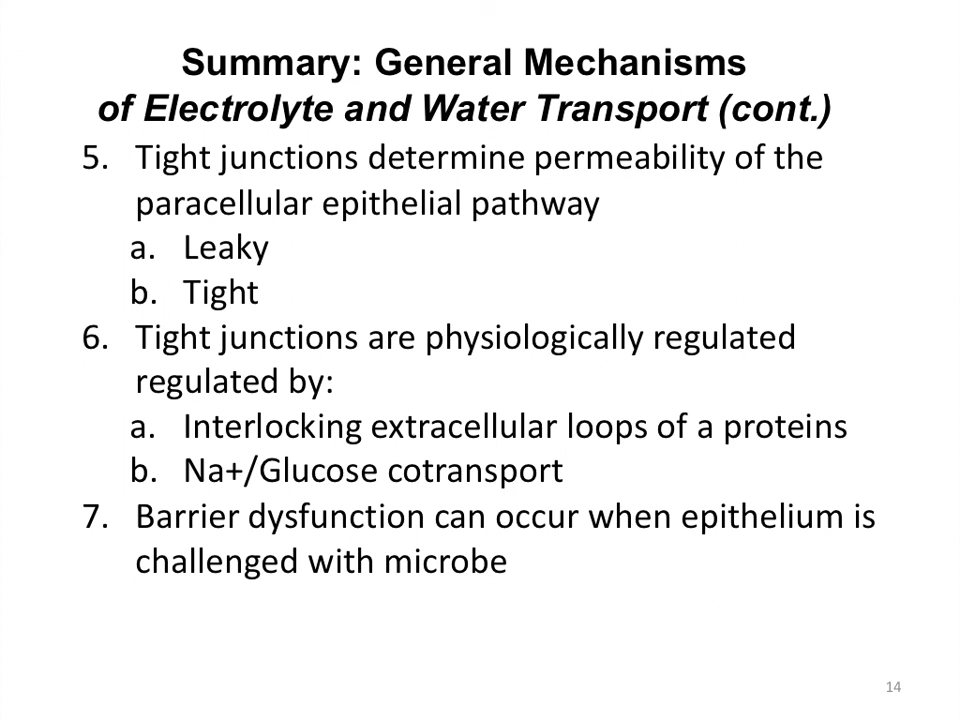 Summary: General Mechanisms
of Electrolyte and Water Transport (cont.)
5. Tight junctions determine permeability of the
paracellular epithelial pathway
a. Leaky
b. Tight
6. Tight junctions are physiologically regulated
regulated by:
a. Interlocking extracellular loops of a proteins
b. Na+/Glucose cotransport
7. Barrier dysfunction can occur when epithelium is
challenged with microbe
14